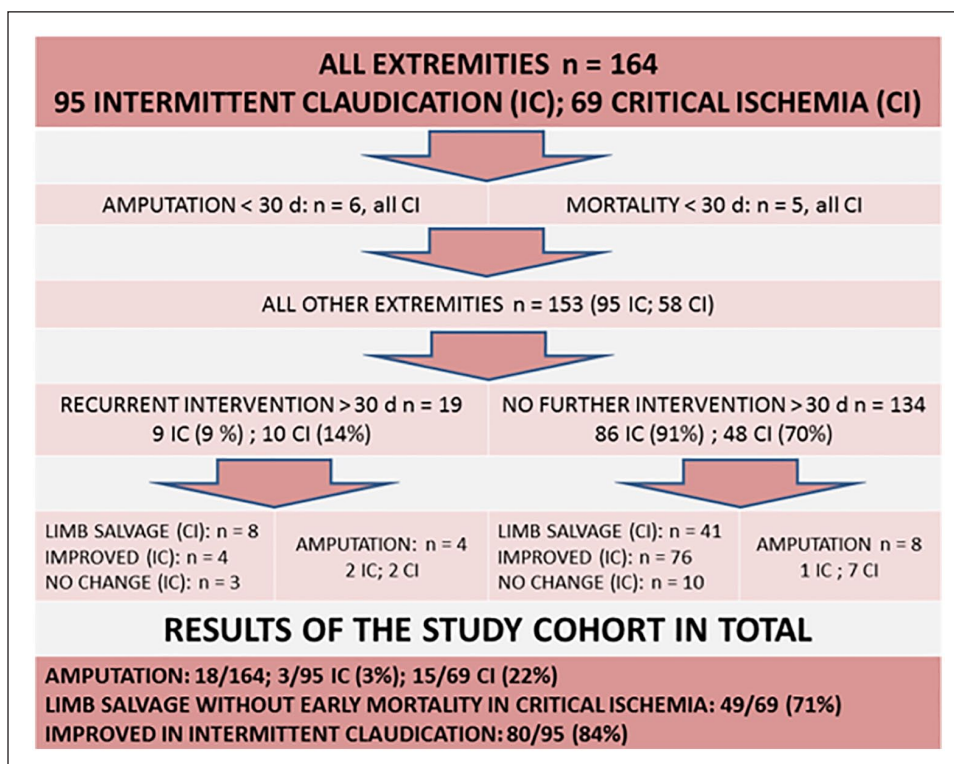 ALL EXTREMITIES n = 164
95 INTERMITTENT CLAUDICATION (IC); 69 CRITICAL ISCHEMIA (CI)
AMPUTATION < 30 d: n = 6, all CI
MORTALITY < 30 d: n = 5, all CI
ALL OTHER EXTREMITIES n = 153 (95 IC; 58 CI)
RECURRENT INTERVENTION > 30 d n = 19
9 IC (9 %) ; 10 CI (14%)
NO FURTHER INTERVENTION > 30 d n = 134
86 IC (91%) ; 48 CI (70%)
LIMB SALVAGE (CI): n = 8
IMPROVED (IC): n = 4
NO CHANGE (IC): n = 3
AMPUTATION: n = 4
2 IC; 2 CI
LIMB SALVAGE (CI): n = 41
IMPROVED (IC): n = 76
NO CHANGE (IC): n = 10
AMPUTATION n = 8
1 IC ; 7 CI
RESULTS OF THE STUDY COHORT IN TOTAL
AMPUTATION: 18/164; 3/95 IC (3%); 15/69 CI (22%)
LIMB SALVAGE WITHOUT EARLY MORTALITY IN CRITICAL ISCHEMIA: 49/69 (71%)
IMPROVED IN INTERMITTENT CLAUDICATION: 80/95 (84%)